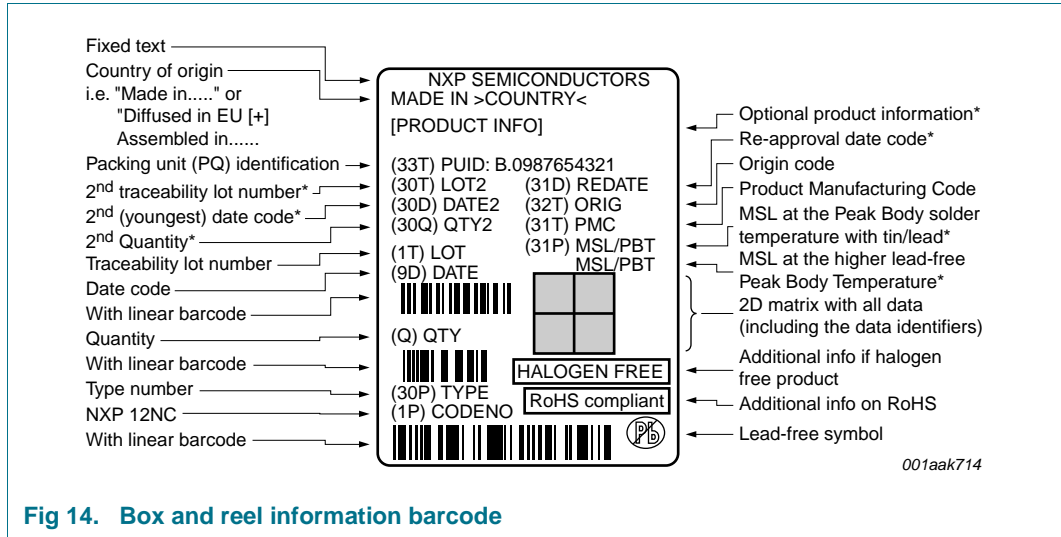 Fixed text
Country of origin
i.e. "Made in....." or
"Diffused in EU [+]
Assembled in......
Packing unit (PQ) identification
2nd traceability lot number*
2nd (youngest) date code*
2nd Quantity*
Traceability lot number
Date code
With linear barcode
Quantity
With linear barcode
Type number
NXP 12NC
With linear barcode
NXP SEMICONDUCTORS
MADE IN >COUNTRY<
[PRODUCT INFO]
(33T) PUID: B.0987654321
(30T) LOT2 (31D) REDATE
(30D) DATE2 (32T) ORIG
(30Q) QTY2 (31T) PMC
(31P) MSL/PBT
(1T) LOT MSL/PBT
(9D) DATE
(Q) QTY
HALOGEN FREE
(30P) TYPE
RoHS compliant
(1P) CODENO
Pb
Optional product information*
Re-approval date code*
Origin code
Product Manufacturing Code
MSL at the Peak Body solder
temperature with tin/lead*
MSL at the higher lead-free
Peak Body Temperature*
2D matrix with all data
(including the data identifiers)
Additional info if halogen
free product
Additional info on RoHS
Lead-free symbol
001aak714
Fig 14. Box and reel information barcode